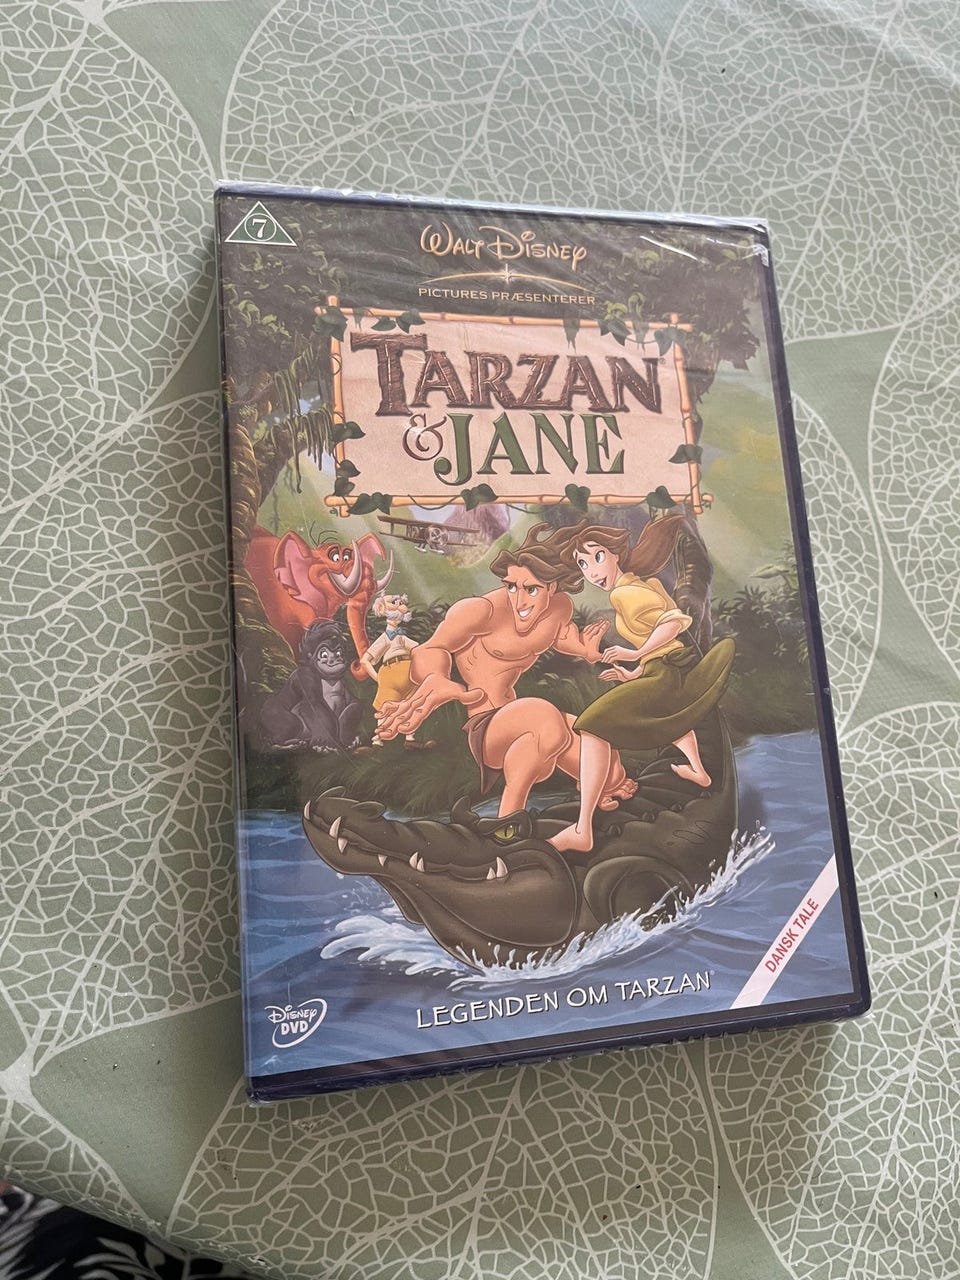 7
WALT DISNEY
PICTURES PRÆSENTERER
TARZAN
& JANE
DANSK TALE
LEGENDEN OM TARZAN®
DISNEY
DVD